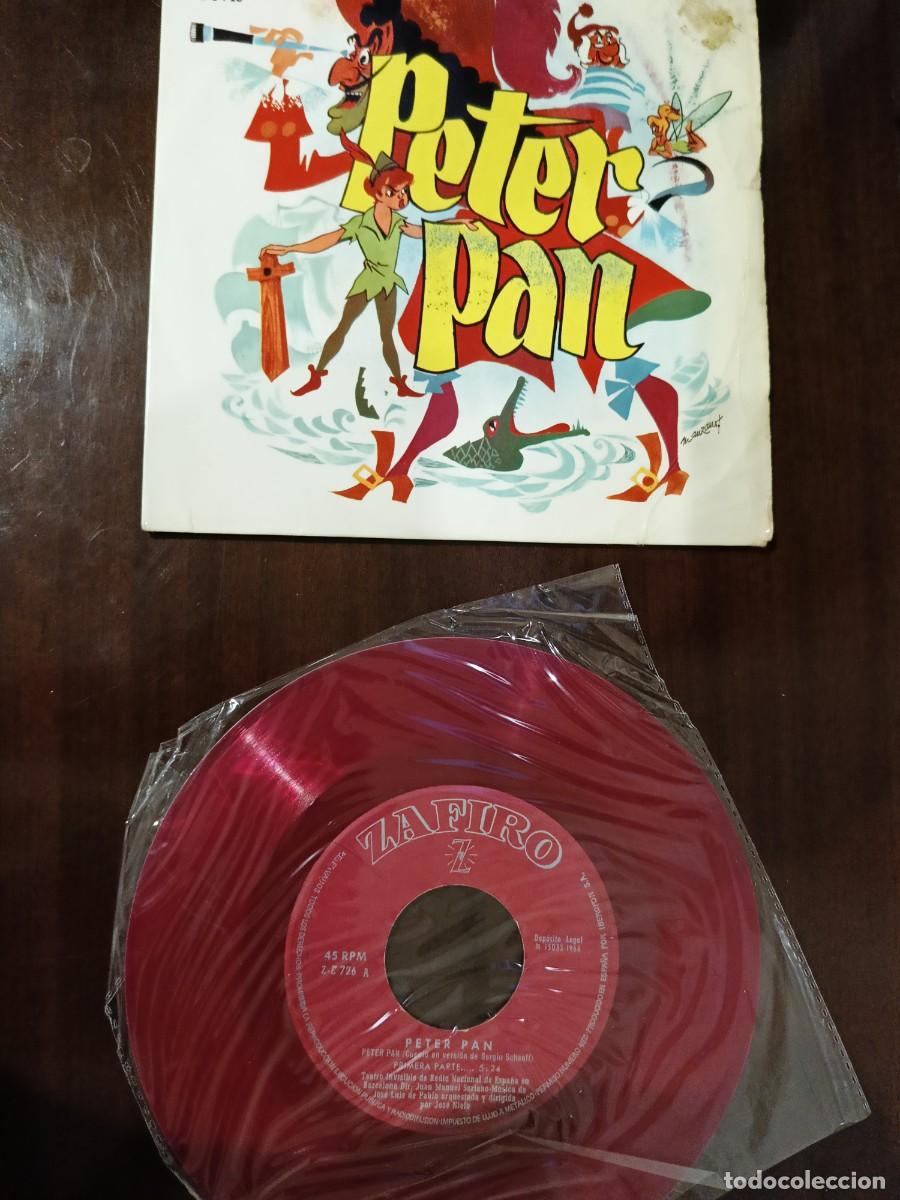 Peter
Pan
manzanet
ZAFIRO
Z
45 RPM
Z-E 726 A
Depósito Legal
PETER PAN
PETER PAN (Cuento en versión de Sergio Schaaff)
PRIMERA PARTE..... 5,24
Teatro Invisible de Radio Nacional de España en
Barcelona Dir. Juan Manuel Soriano-Música de
José Luis de Pablo orquestada y dirigida
por José Nieto
todocoleccion